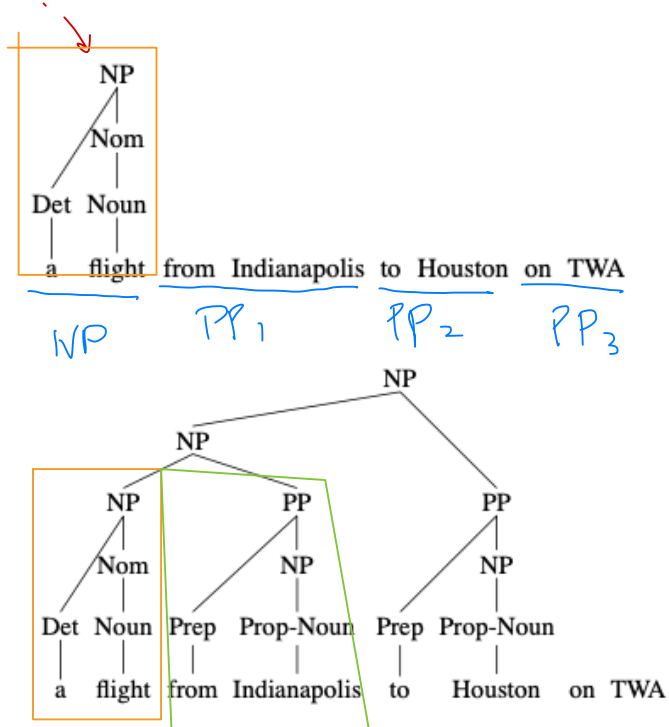 NP
Nom
Det Noun
a flight from Indianapolis to Houston on TWA
NP PP1 PP2 PP3
NP
NP
NP PP PP
Nom NP NP
Det Noun Prep Prop-Noun Prep Prop-Noun
a flight from Indianapolis to Houston on TWA